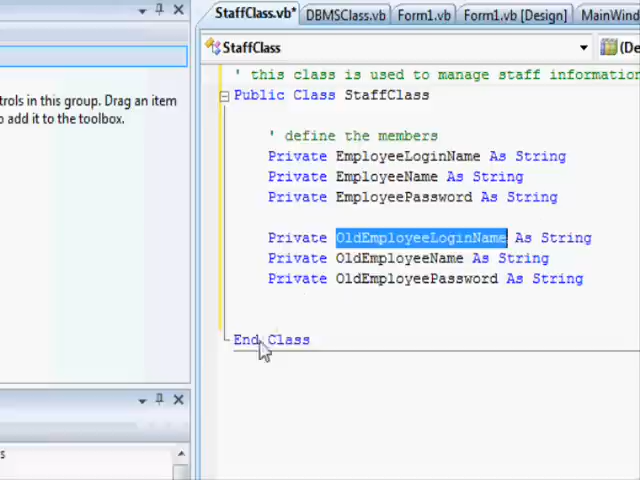 StaffClass.vb* DBMSClass.vb Form1.vb Form1.vb [Design] MainWind
StaffClass (De
trols in this group. Drag an item
o add it to the toolbox.
' this class is used to manage staff information
Public Class StaffClass
' define the members
Private EmployeeLoginName As String
Private EmployeeName As String
Private EmployeePassword As String
Private OldEmployeeLoginName As String
Private OldEmployeeName As String
Private OldEmployeePassword As String
End Class
s